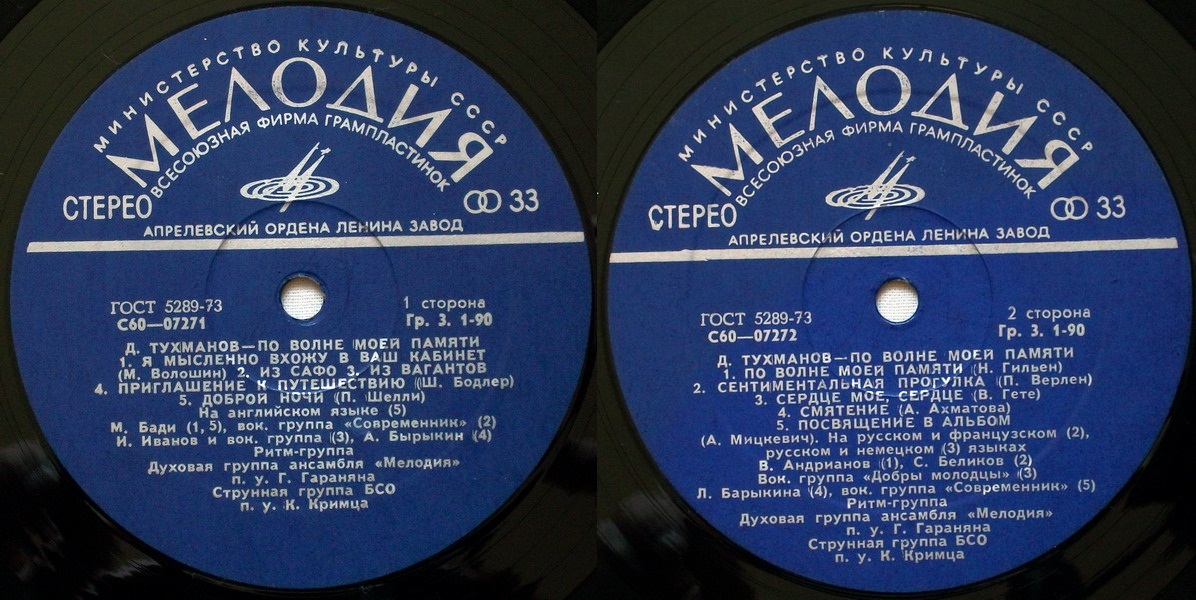 МИНИСТЕРСТВО КУЛЬТУРЫ СССР
МЕЛОДИЯ
ВСЕСОЮЗНАЯ ФИРМА ГРАМПЛАСТИНОК
СТЕРЕО
33
АПРЕЛЕВСКИЙ ОРДЕНА ЛЕНИНА ЗАВОД
ГОСТ 5289-73
1 сторона
С60—07271
Гр. 3. 1-90
Д. ТУХМАНОВ—ПО ВОЛНЕ МОЕЙ ПАМЯТИ
1. Я МЫСЛЕННО ВХОЖУ В ВАШ КАБИНЕТ
(М. Волошин) 2. ИЗ САФО 3. ИЗ ВАГАНТОВ
4. ПРИГЛАШЕНИЕ К ПУТЕШЕСТВИЮ (Ш. Бодлер)
5. ДОБРОЙ НОЧИ (П. Шелли)
На английском языке (5)
М. Бади (1, 5), вок. группа «Современник» (2)
И. Иванов и вок. группа (3), А. Бырыкин (4)
Ритм-группа
Духовая группа ансамбля «Мелодия»
п. у. Г. Гараняна
Струнная группа БСО
п. у. К. Кримца
МИНИСТЕРСТВО КУЛЬТУРЫ СССР
МЕЛОДИЯ
ВСЕСОЮЗНАЯ ФИРМА ГРАМПЛАСТИНОК
СТЕРЕО
33
АПРЕЛЕВСКИЙ ОРДЕНА ЛЕНИНА ЗАВОД
ГОСТ 5289-73
2 сторона
С60—07272
Гр. 3. 1-90
Д. ТУХМАНОВ—ПО ВОЛНЕ МОЕЙ ПАМЯТИ
1. ПО ВОЛНЕ МОЕЙ ПАМЯТИ (Н. Гильен)
2. СЕНТИМЕНТАЛЬНАЯ ПРОГУЛКА (П. Верлен)
3. СЕРДЦЕ МОЕ, СЕРДЦЕ (В. Гете)
4. СМЯТЕНИЕ (А. Ахматова)
5. ПОСВЯЩЕНИЕ В АЛЬБОМ
(А. Мицкевич). На русском и французском (2),
русском и немецком (3) языках
В. Андрианов (1), С. Беликов (2)
Вок. группа «Добры молодцы» (3)
Л. Барыкина (4), вок. группа «Современник» (5)
Ритм-группа
Духовая группа ансамбля «Мелодия»
п. у. Г. Гараняна
Струнная группа БСО
п. у. К. Кримца